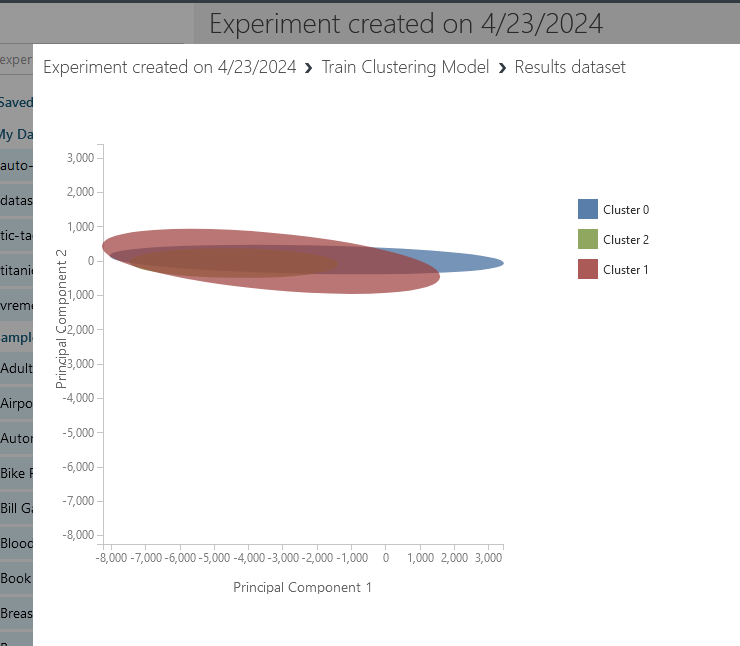 Experiment created on 4/23/2024
exper
Experiment created on 4/23/2024 > Train Clustering Model > Results dataset
Saved
My Da
auto-
datas
tic-ta
titani
vrem
ampl
Adult
Airpo
Autor
Bike F
Bill Ga
Blood
Book
Breas
Principal Component 2
3,000
2,000
1,000
0
-1,000
-2,000
-3,000
-4,000
-5,000
-6,000
-7,000
-8,000
-8,000 -7,000 -6,000 -5,000 -4,000 -3,000 -2,000 -1,000 0 1,000 2,000 3,000
Principal Component 1
Cluster 0
Cluster 2
Cluster 1